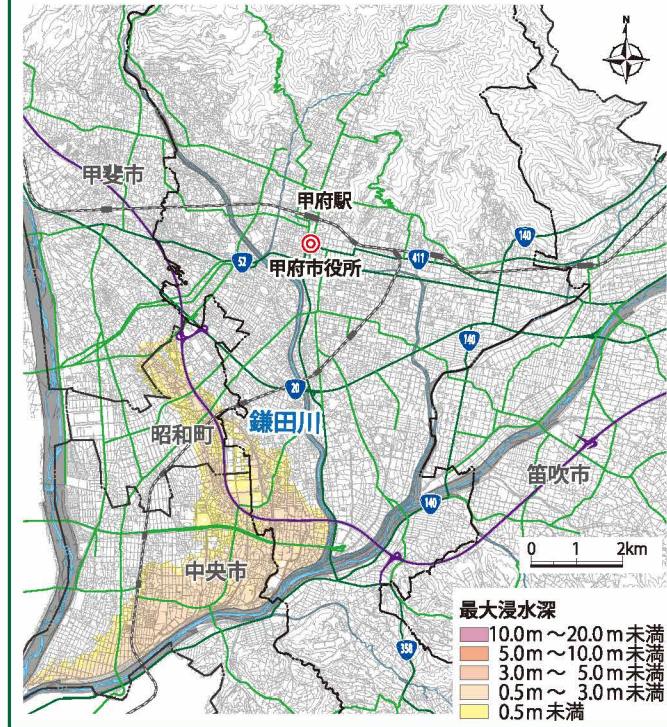 N
甲斐市
甲府駅
140
52
甲府市役所
411
140
20
鎌田川
昭和町
笛吹市
140
0 1 2km
中央市
358
最大浸水深
10.0m～20.0m未満
5.0m～10.0m未満
3.0m～ 5.0m未満
0.5m～ 3.0m未満
0.5m未満